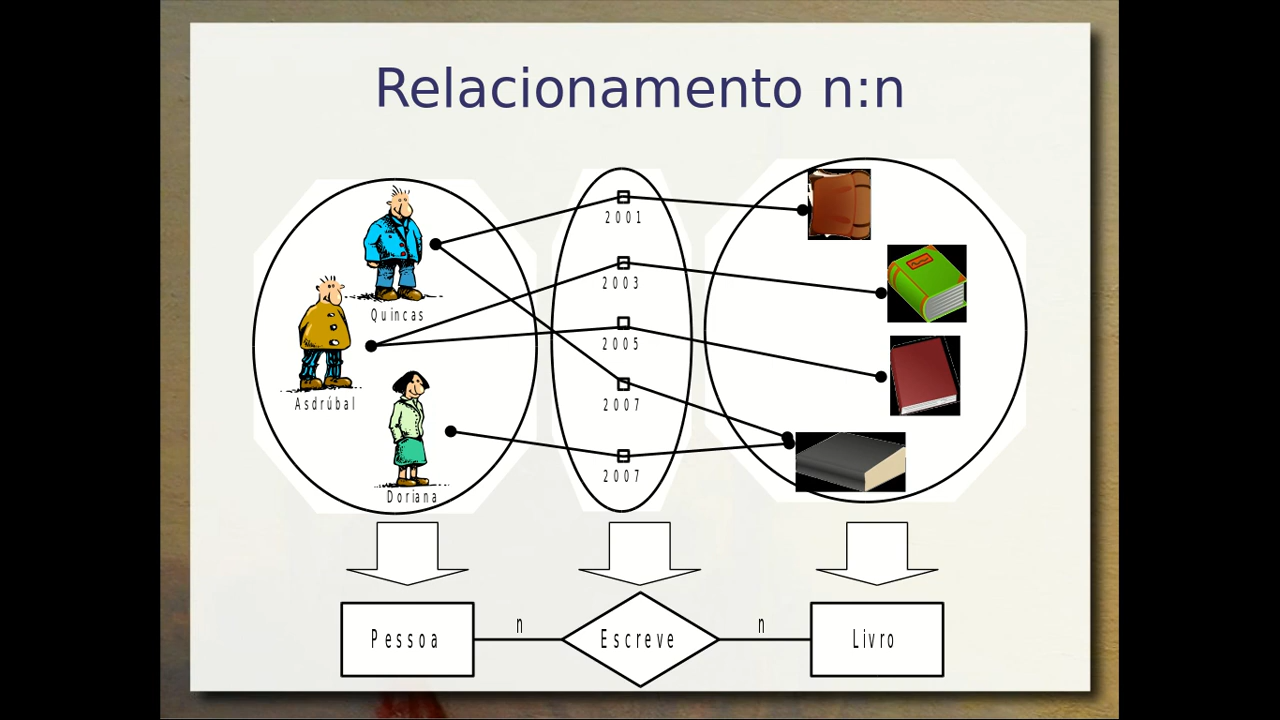 Relacionamento n:n
2001
2003
2005
2007
2007
Quincas
Asdrúbal
Doriana
Pessoa
n
Escreve
n
Livro